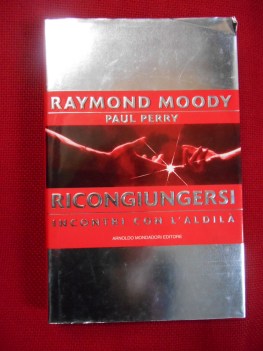 RAYMOND MOODY
PAUL PERRY
RICONGIUNGERSI
INCONTRI CON L'ALDILÀ
ARNOLDO MONDADORI EDITORE